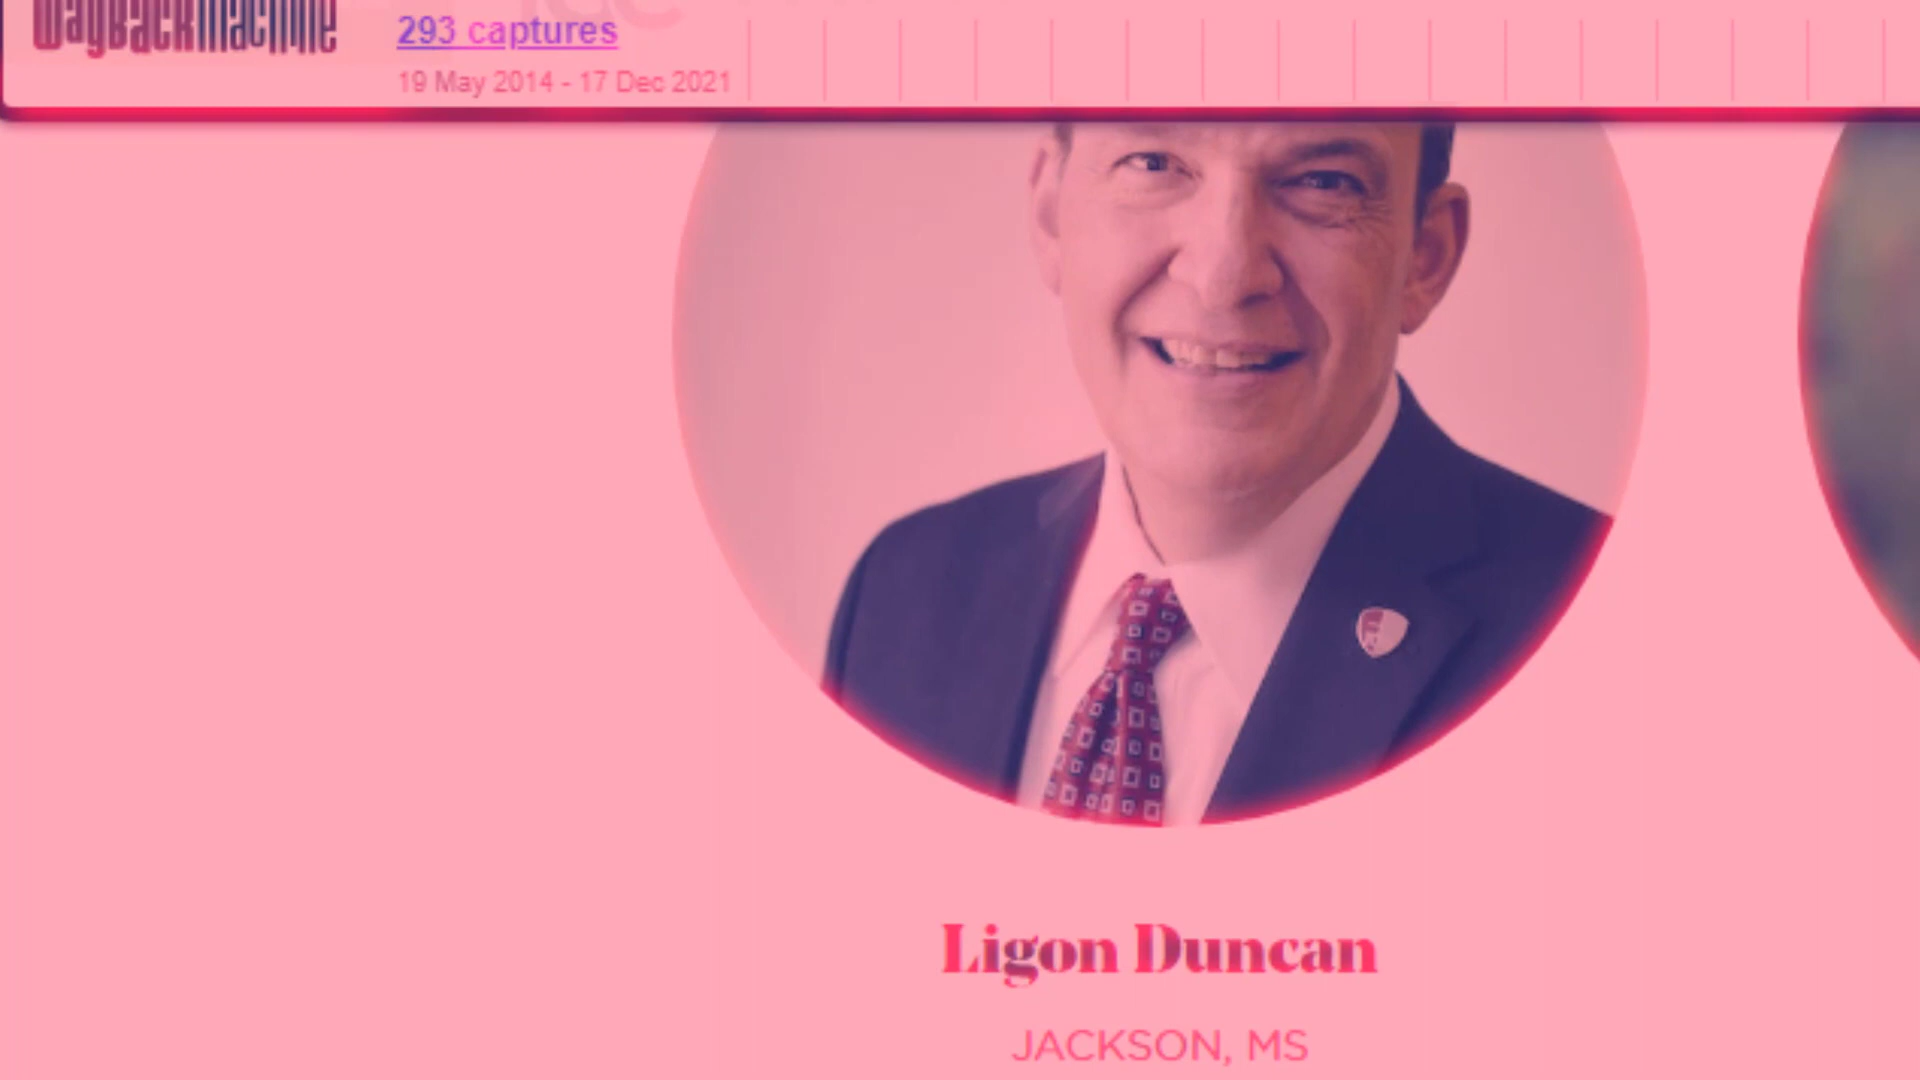 WayBackMachine
293 captures
19 May 2014 - 17 Dec 2021
Ligon Duncan
JACKSON, MS